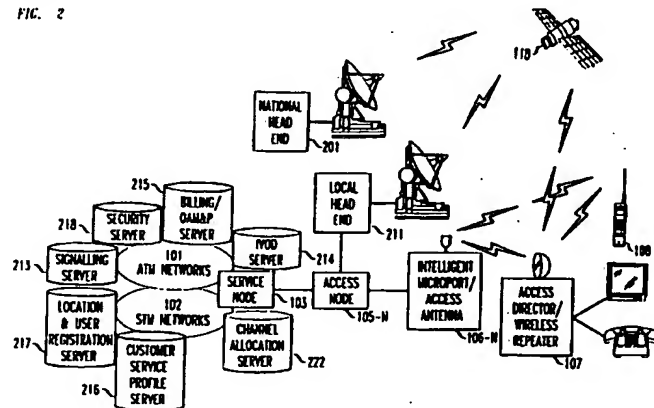 FIG. 2
118
NATIONAL
HEAD
END
201
215
BILLING/
OAM&P
SERVER
218
SECURITY
SERVER
LOCAL
HEAD
END
211
108
213
SIGNALLING
SERVER
101
ATM NETWORKS
IVOD
SERVER
214
SERVICE
NODE
103
ACCESS
NODE
105-N
INTELLIGENT
MICROPORT/
ACCESS
ANTENNA
106-N
ACCESS
DIRECTOR/
WIRELESS
REPEATER
107
102
STM NETWORKS
LOCATION
& USER
REGISTRATION
SERVER
217
CUSTOMER
SERVICE
PROFILE
SERVER
216
CHANNEL
ALLOCATION
SERVER
222